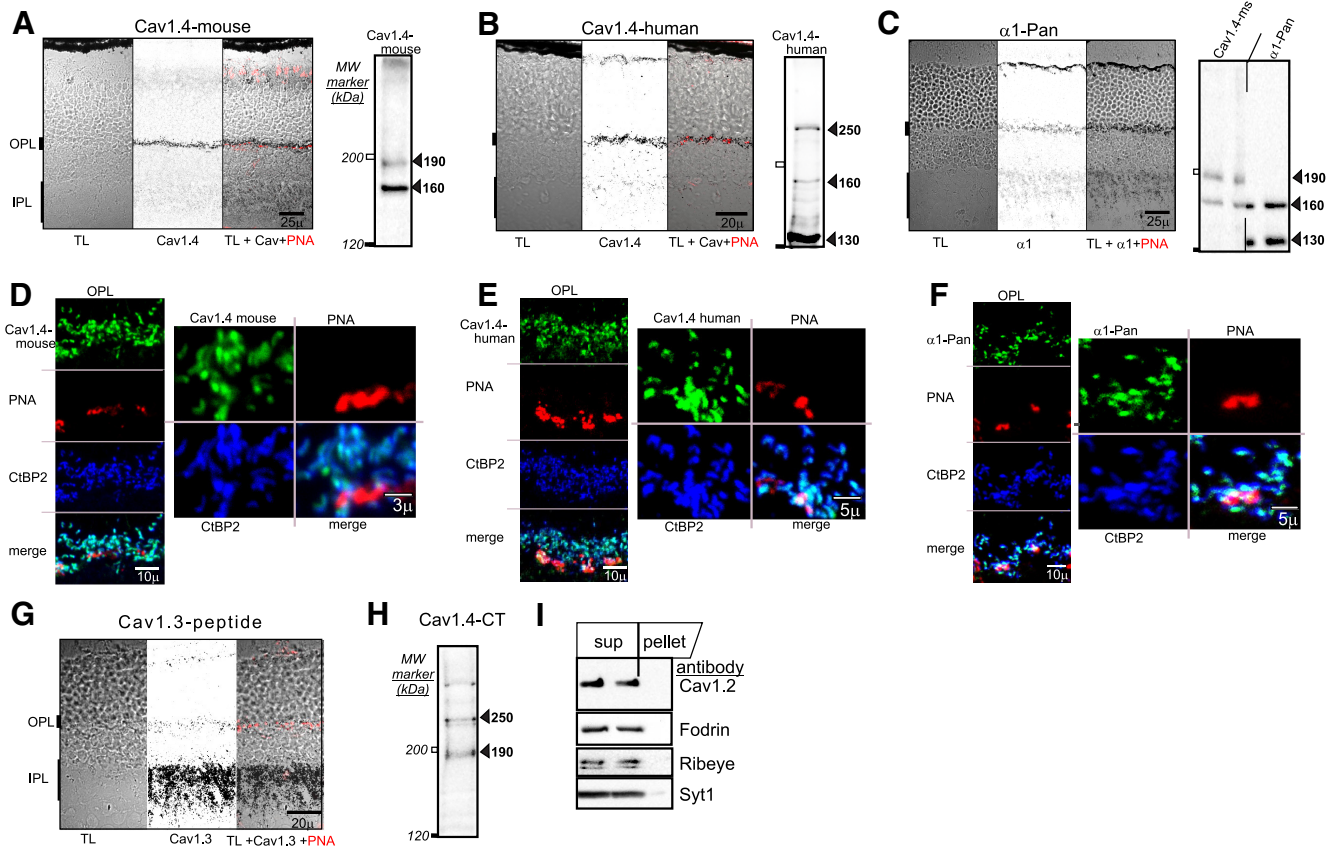 A
Cav1.4-mouse
OPL
IPL
25μ
TL
Cav1.4
TL + Cav+PNA
MW
marker
(kDa)
200
120
Cav1.4-
mouse
190
160
B
Cav1.4-human
20μ
TL
Cav1.4
TL + Cav+PNA
Cav1.4-
human
250
160
130
C
α1-Pan
25μ
TL
α1
TL + α1+PNA
Cav1.4-ms
α1-Pan
190
160
130
D
OPL
Cav1.4-
mouse
PNA
CtBP2
merge
10μ
Cav1.4 mouse
PNA
3μ
CtBP2
merge
E
OPL
Cav1.4-
human
PNA
CtBP2
merge
10μ
Cav1.4 human
PNA
5μ
CtBP2
merge
F
OPL
α1-Pan
PNA
CtBP2
merge
10μ
α1-Pan
PNA
5μ
CtBP2
merge
G
Cav1.3-peptide
OPL
IPL
20μ
TL
Cav1.3
TL +Cav1.3 +PNA
H
Cav1.4-CT
MW
marker
(kDa)
200
120
250
190
I
sup
pellet
antibody
Cav1.2
Fodrin
Ribeye
Syt1